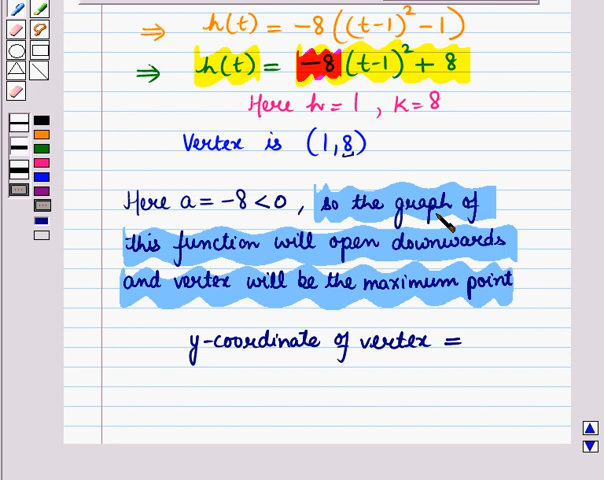 ⇒ h(t) = -8((t-1)² - 1)
⇒ h(t) = -8(t-1)² + 8
Here h = 1, K = 8
Vertex is (1, 8)
Here a = -8 < 0, so the graph of
this function will open downwards
and vertex will be the maximum point
y-coordinate of vertex =